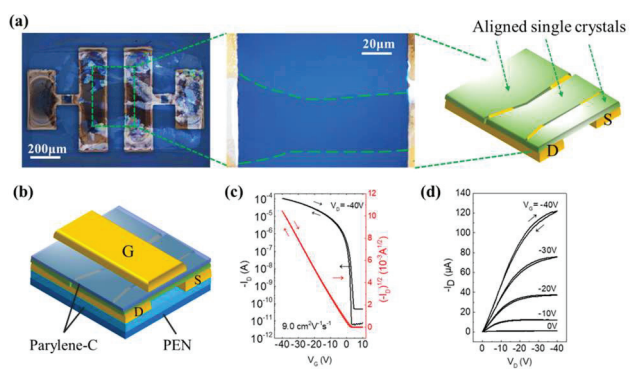 (a)
200µm
20µm
Aligned single crystals
D
S
(b)
G
D
S
Parylene-C
PEN
(c)
-I_D (A)
10⁻⁴
10⁻⁵
10⁻⁶
10⁻⁷
10⁻⁸
10⁻⁹
10⁻¹⁰
10⁻¹¹
10⁻¹²
V_D = -40V
9.0 cm²V⁻¹s⁻¹
-40 -30 -20 -10 0 10
V_G (V)
12
10
8
6
4
2
0
(-I_D)^1/2 (10⁻³A^1/2)
(d)
-I_D (µA)
140
120
100
80
60
40
20
0
V_G = -40V
-30V
-20V
-10V
0V
0 -10 -20 -30 -40
V_D (V)